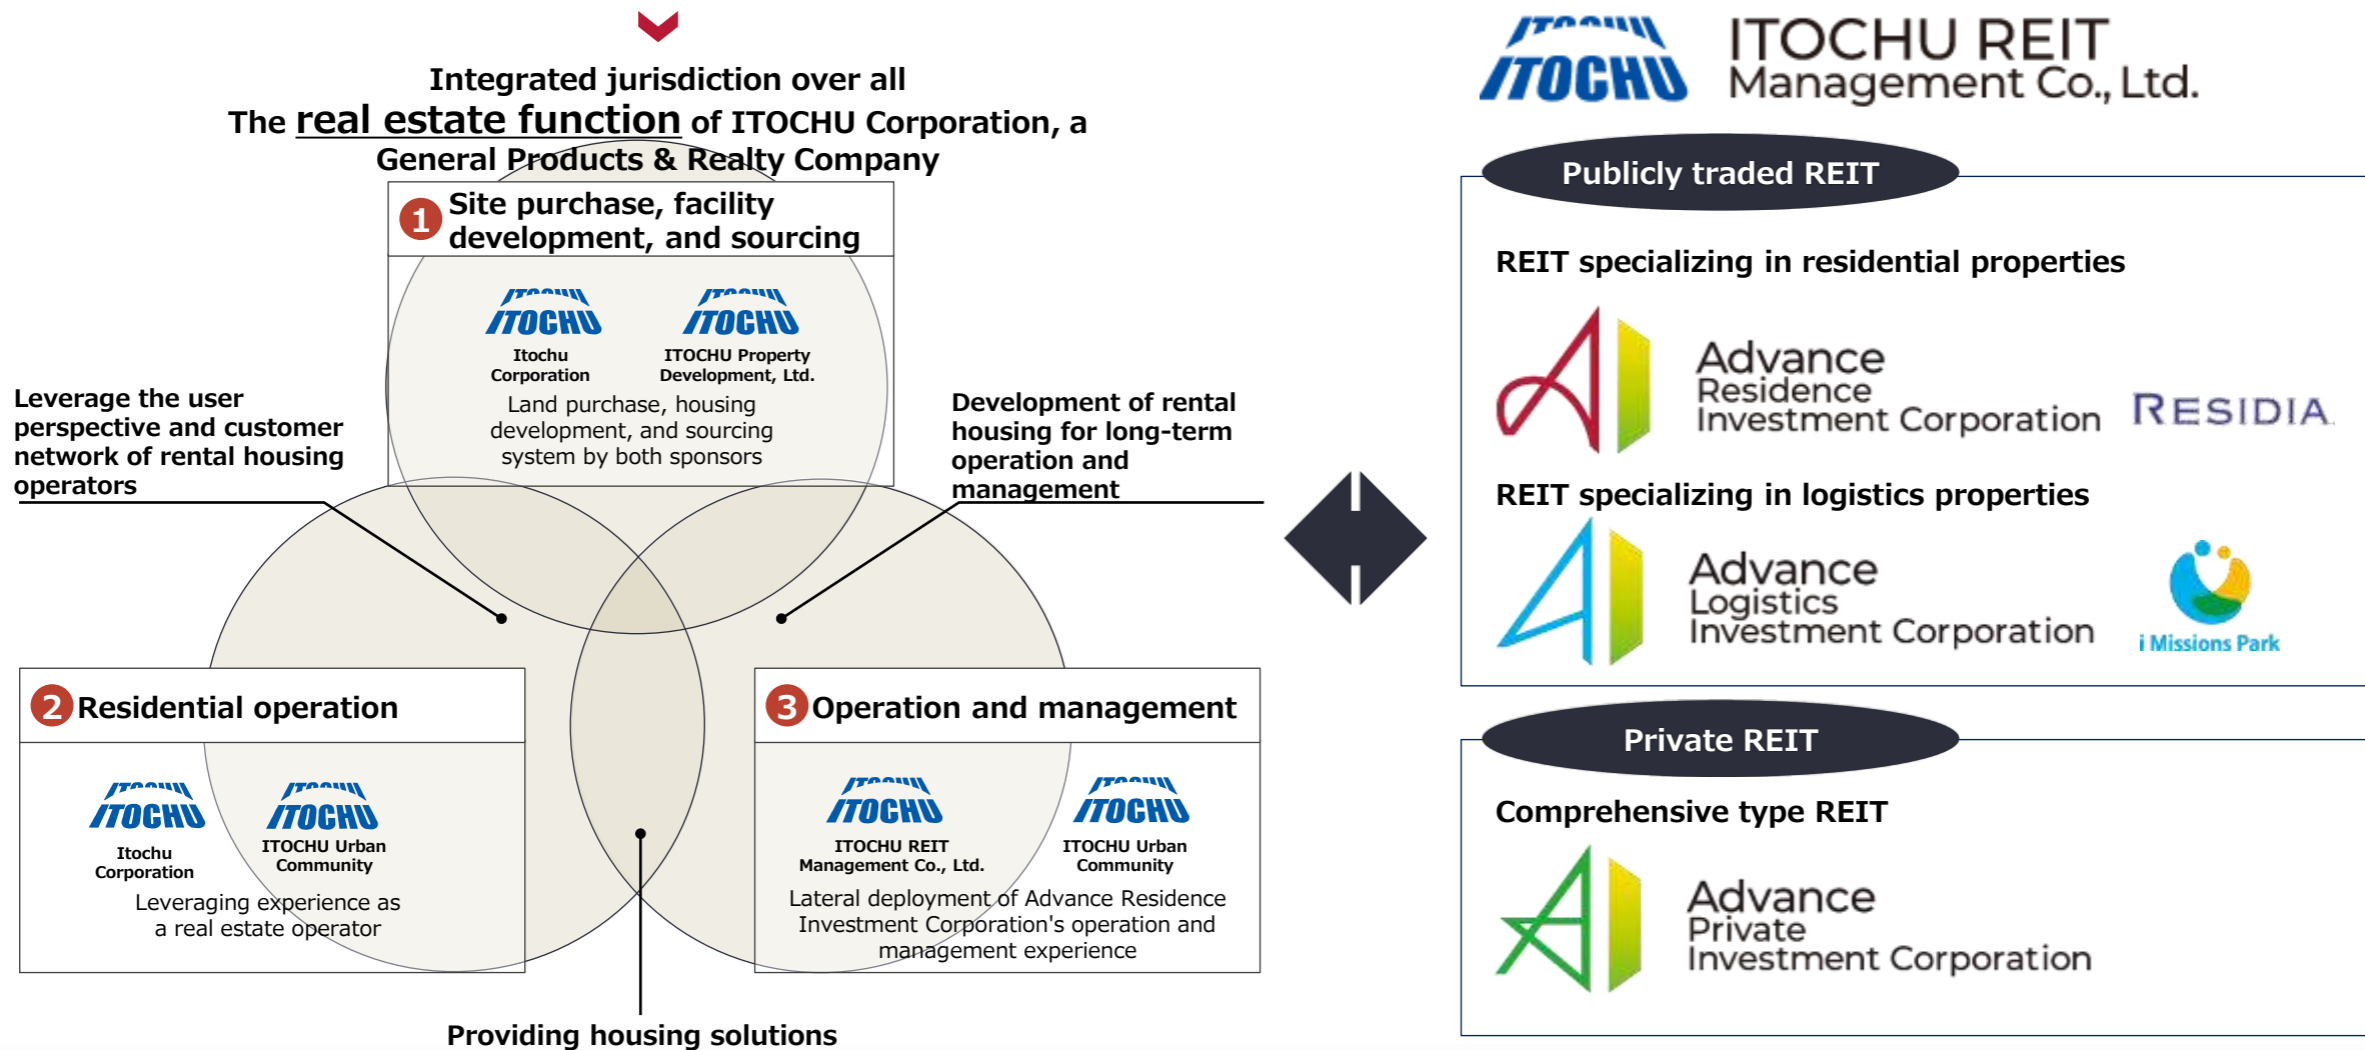 Integrated jurisdiction over all
The real estate function of ITOCHU Corporation, a
General Products & Realty Company
1 Site purchase, facility
development, and sourcing
ITOCHU
ITOCHU
Itochu
Corporation
ITOCHU
ITOCHU
ITOCHU Property
Development, Ltd.
Land purchase, housing
development, and sourcing
system by both sponsors
Leverage the user
perspective and customer
network of rental housing
operators
Development of rental
housing for long-term
operation and
management
2 Residential operation
ITOCHU
ITOCHU
Itochu
Corporation
ITOCHU
ITOCHU
ITOCHU Urban
Community
Leveraging experience as
a real estate operator
3 Operation and management
ITOCHU
ITOCHU
ITOCHU REIT
Management Co., Ltd.
ITOCHU
ITOCHU
ITOCHU Urban
Community
Lateral deployment of Advance Residence
Investment Corporation's operation and
management experience
Providing housing solutions
ITOCHU
ITOCHU
ITOCHU REIT
Management Co., Ltd.
Publicly traded REIT
REIT specializing in residential properties
Advance
Residence
Investment Corporation
RESIDIA
REIT specializing in logistics properties
Advance
Logistics
Investment Corporation
i Missions Park
Private REIT
Comprehensive type REIT
Advance
Private
Investment Corporation